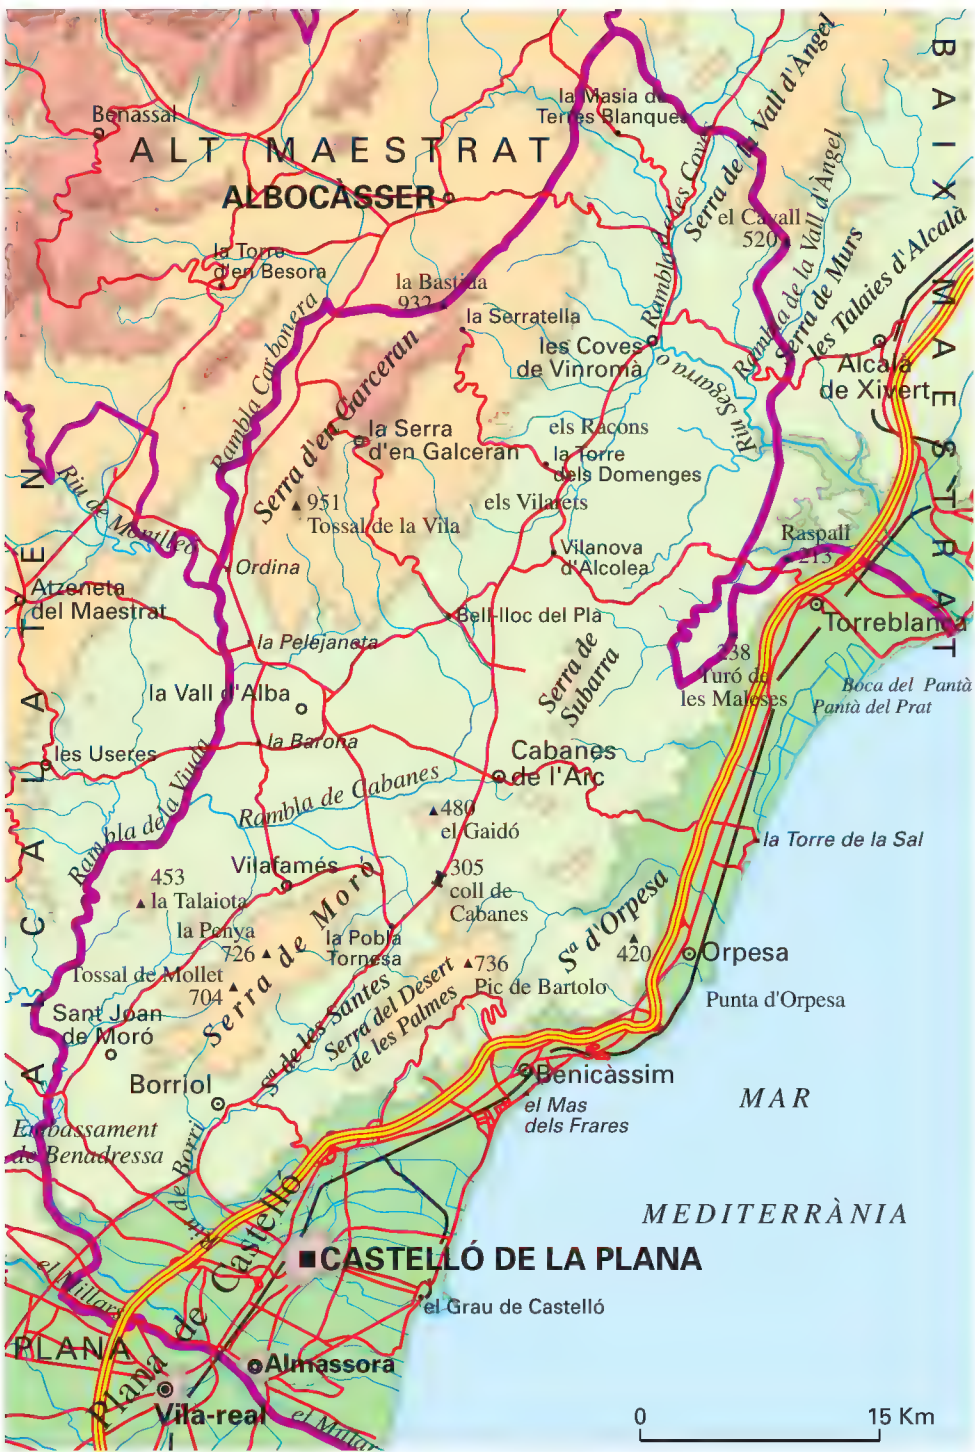 BAIX MAESTRAT
Benassal
la Masia de
Terres Blanques
ALT MAESTRAT
ALBOCÀSSER
Serra de la Vall d'Àngel
Rambla de les Coves
el Cavall
520
Rambla de la Vall d'Àngel
Serra de Murs
les Talaies d'Alcalà
la Torre
d'en Besora
la Bastida
932
la Serratella
Rambla Carbonera
les Coves
de Vinromà
Alcalà
de Xivert
Riu Segarra o
Serra d'en Garceran
la Serra
d'en Galceran
els Racons
la Torre
dels Domenges
els Vilarets
951
Tossal de la Vila
Riu de Montlleó
Raspall
213
Vilanova
d'Alcolea
Ordina
Atzeneta
del Maestrat
Bell-lloc del Pla
Torreblanca
la Pelejaneta
Serra de
Subarra
238
Turó de
les Maleses
Boca del Pantà
Pantà del Prat
la Vall d'Alba
la Barona
les Useres
L'ALCALATEN
Cabanes
de l'Arc
Rambla de la Viuda
Rambla de Cabanes
480
el Gaidó
la Torre de la Sal
Vilafamés
305
coll de
Cabanes
453
la Talaiota
la Penya
726
Serra de Moró
la Pobla
Tornesa
Sª d'Orpesa
420
Orpesa
Tossal de Mollet
704
736
Pic de Bartolo
Punta d'Orpesa
Sant Joan
de Moró
Sª de les Santes
Serra del Desert
de les Palmes
Borriol
Benicàssim
el Mas
dels Frares
MAR
MEDITERRÀNIA
Embassament
de Benadressa
Riu de Borriol
CASTELLÓ DE LA PLANA
el Grau de Castelló
el Millars
PLANA
Plana de Castelló
Almassora
Vila-real
0 15 Km